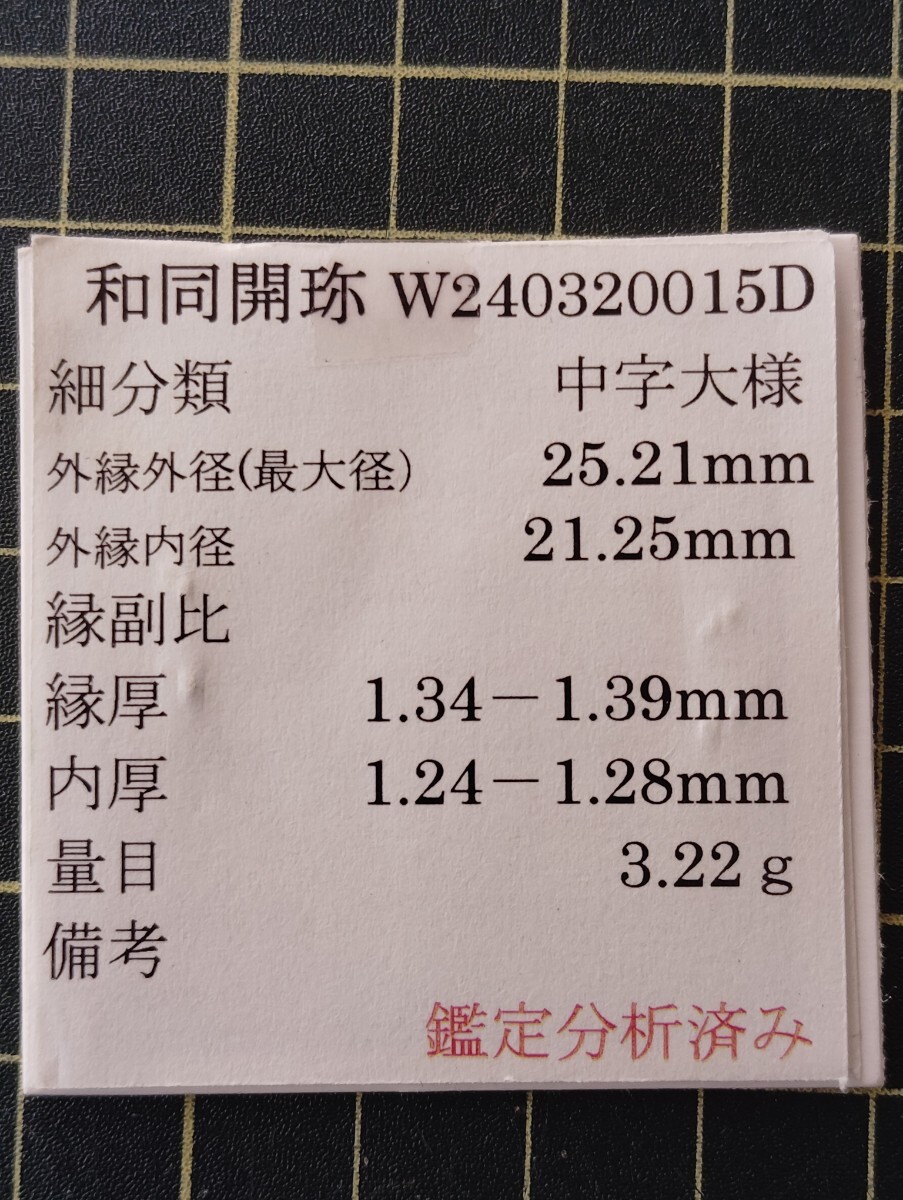 和同開珎 W240320015D
細分類 中字大様
外縁外径(最大径) 25.21mm
外縁内径 21.25mm
縁副比
縁厚 1.34－1.39mm
内厚 1.24－1.28mm
量目 3.22 g
備考
鑑定分析済み